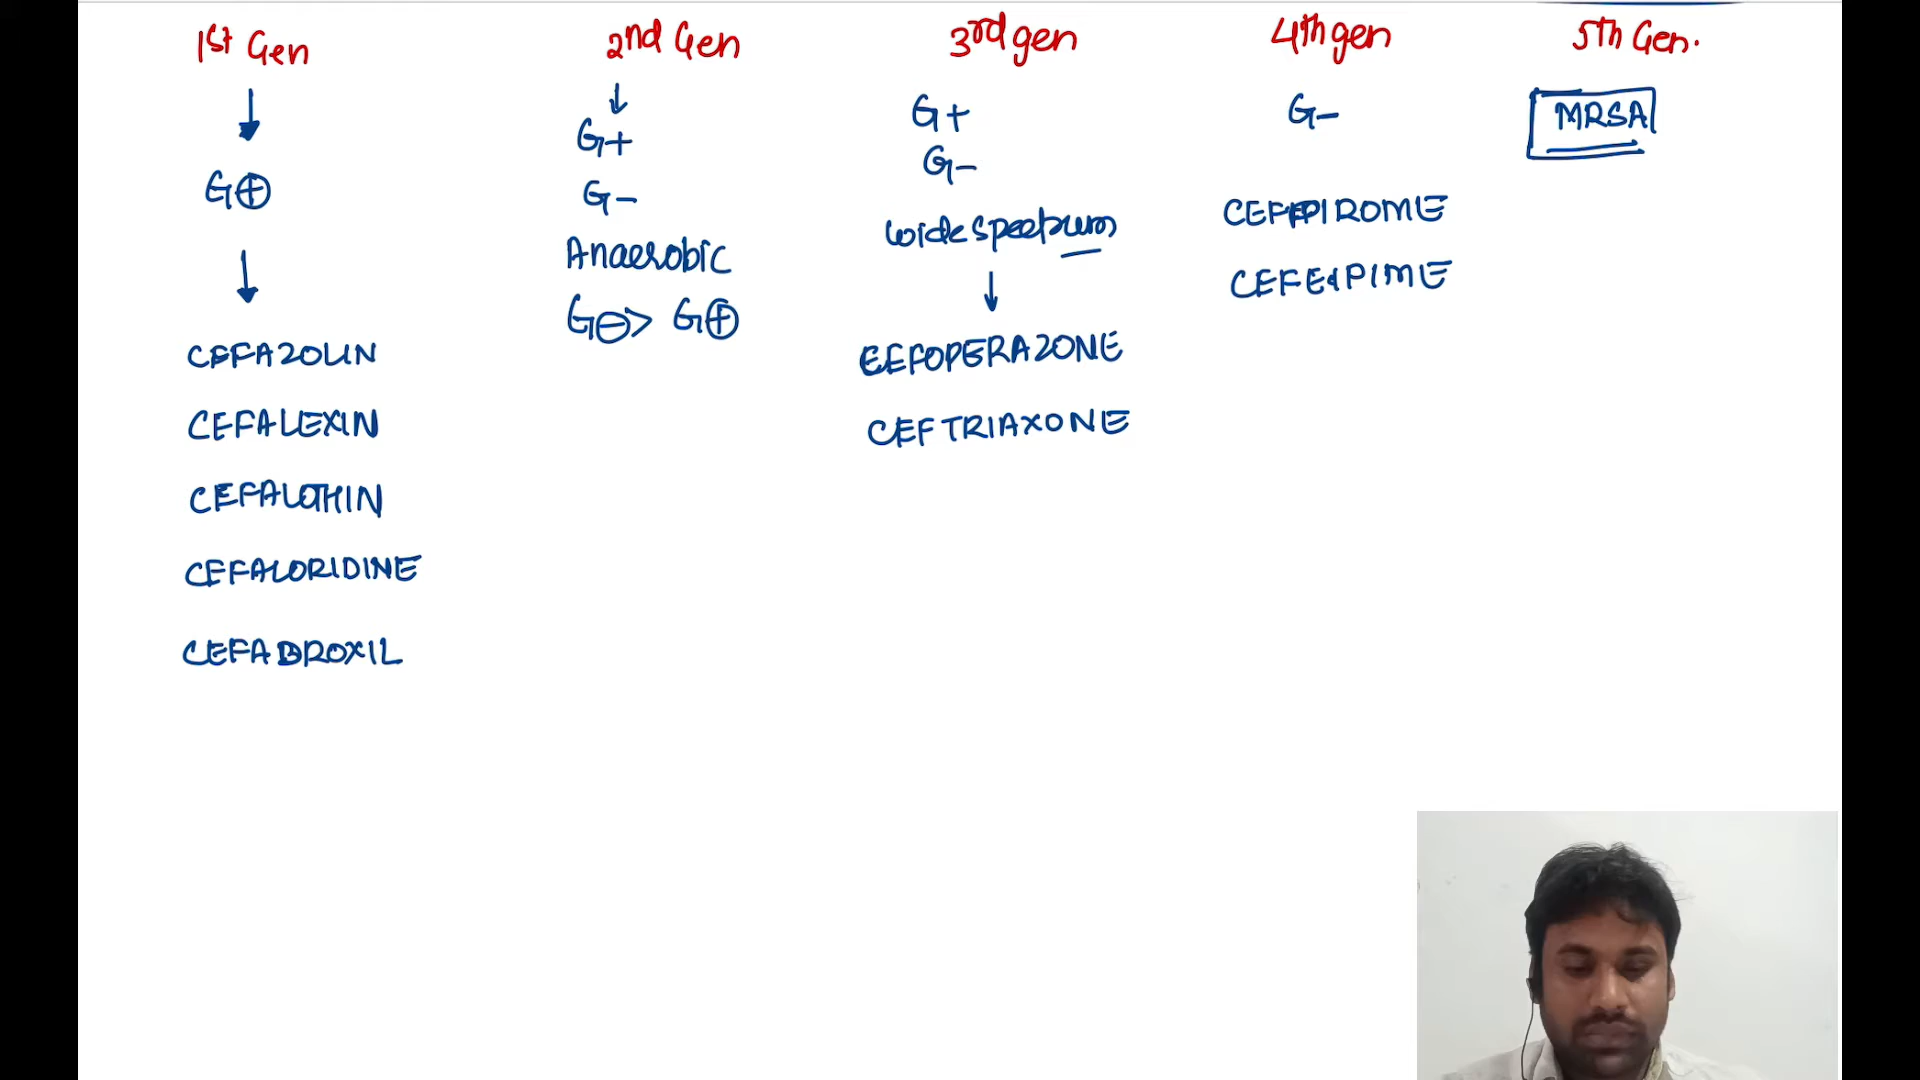 1st Gen
G+
CEFAZOLIN
CEFALEXIN
CEFALOTHIN
CEFALORIDINE
CEFADROXIL
2nd Gen
G+
G-
Anaerobic
G- > G+
3rd gen
G+
G-
wide spectrum
CEFOPERAZONE
CEFTRIAXONE
4th gen
G-
CEFPIROME
CEFEPIME
5th Gen.
MRSA